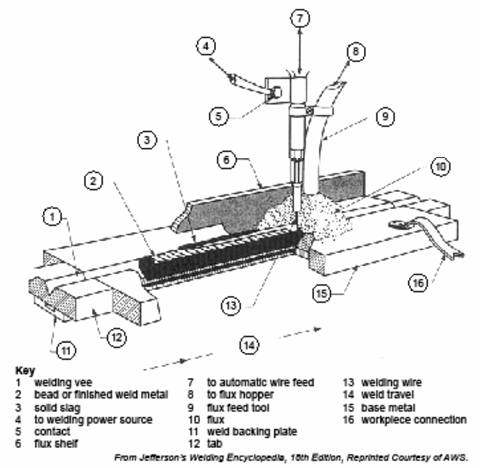 7
4
8
5
9
3
6
10
2
1
13
15
16
12
11
14
Key
1 welding vee
2 bead or finished weld metal
3 solid slag
4 to welding power source
5 contact
6 flux shelf
7 to automatic wire feed
8 to flux hopper
9 flux feed tool
10 flux
11 weld backing plate
12 tab
13 welding wire
14 weld travel
15 base metal
16 workpiece connection
From Jefferson's Welding Encyclopedia, 18th Edition, Reprinted Courtesy of AWS.